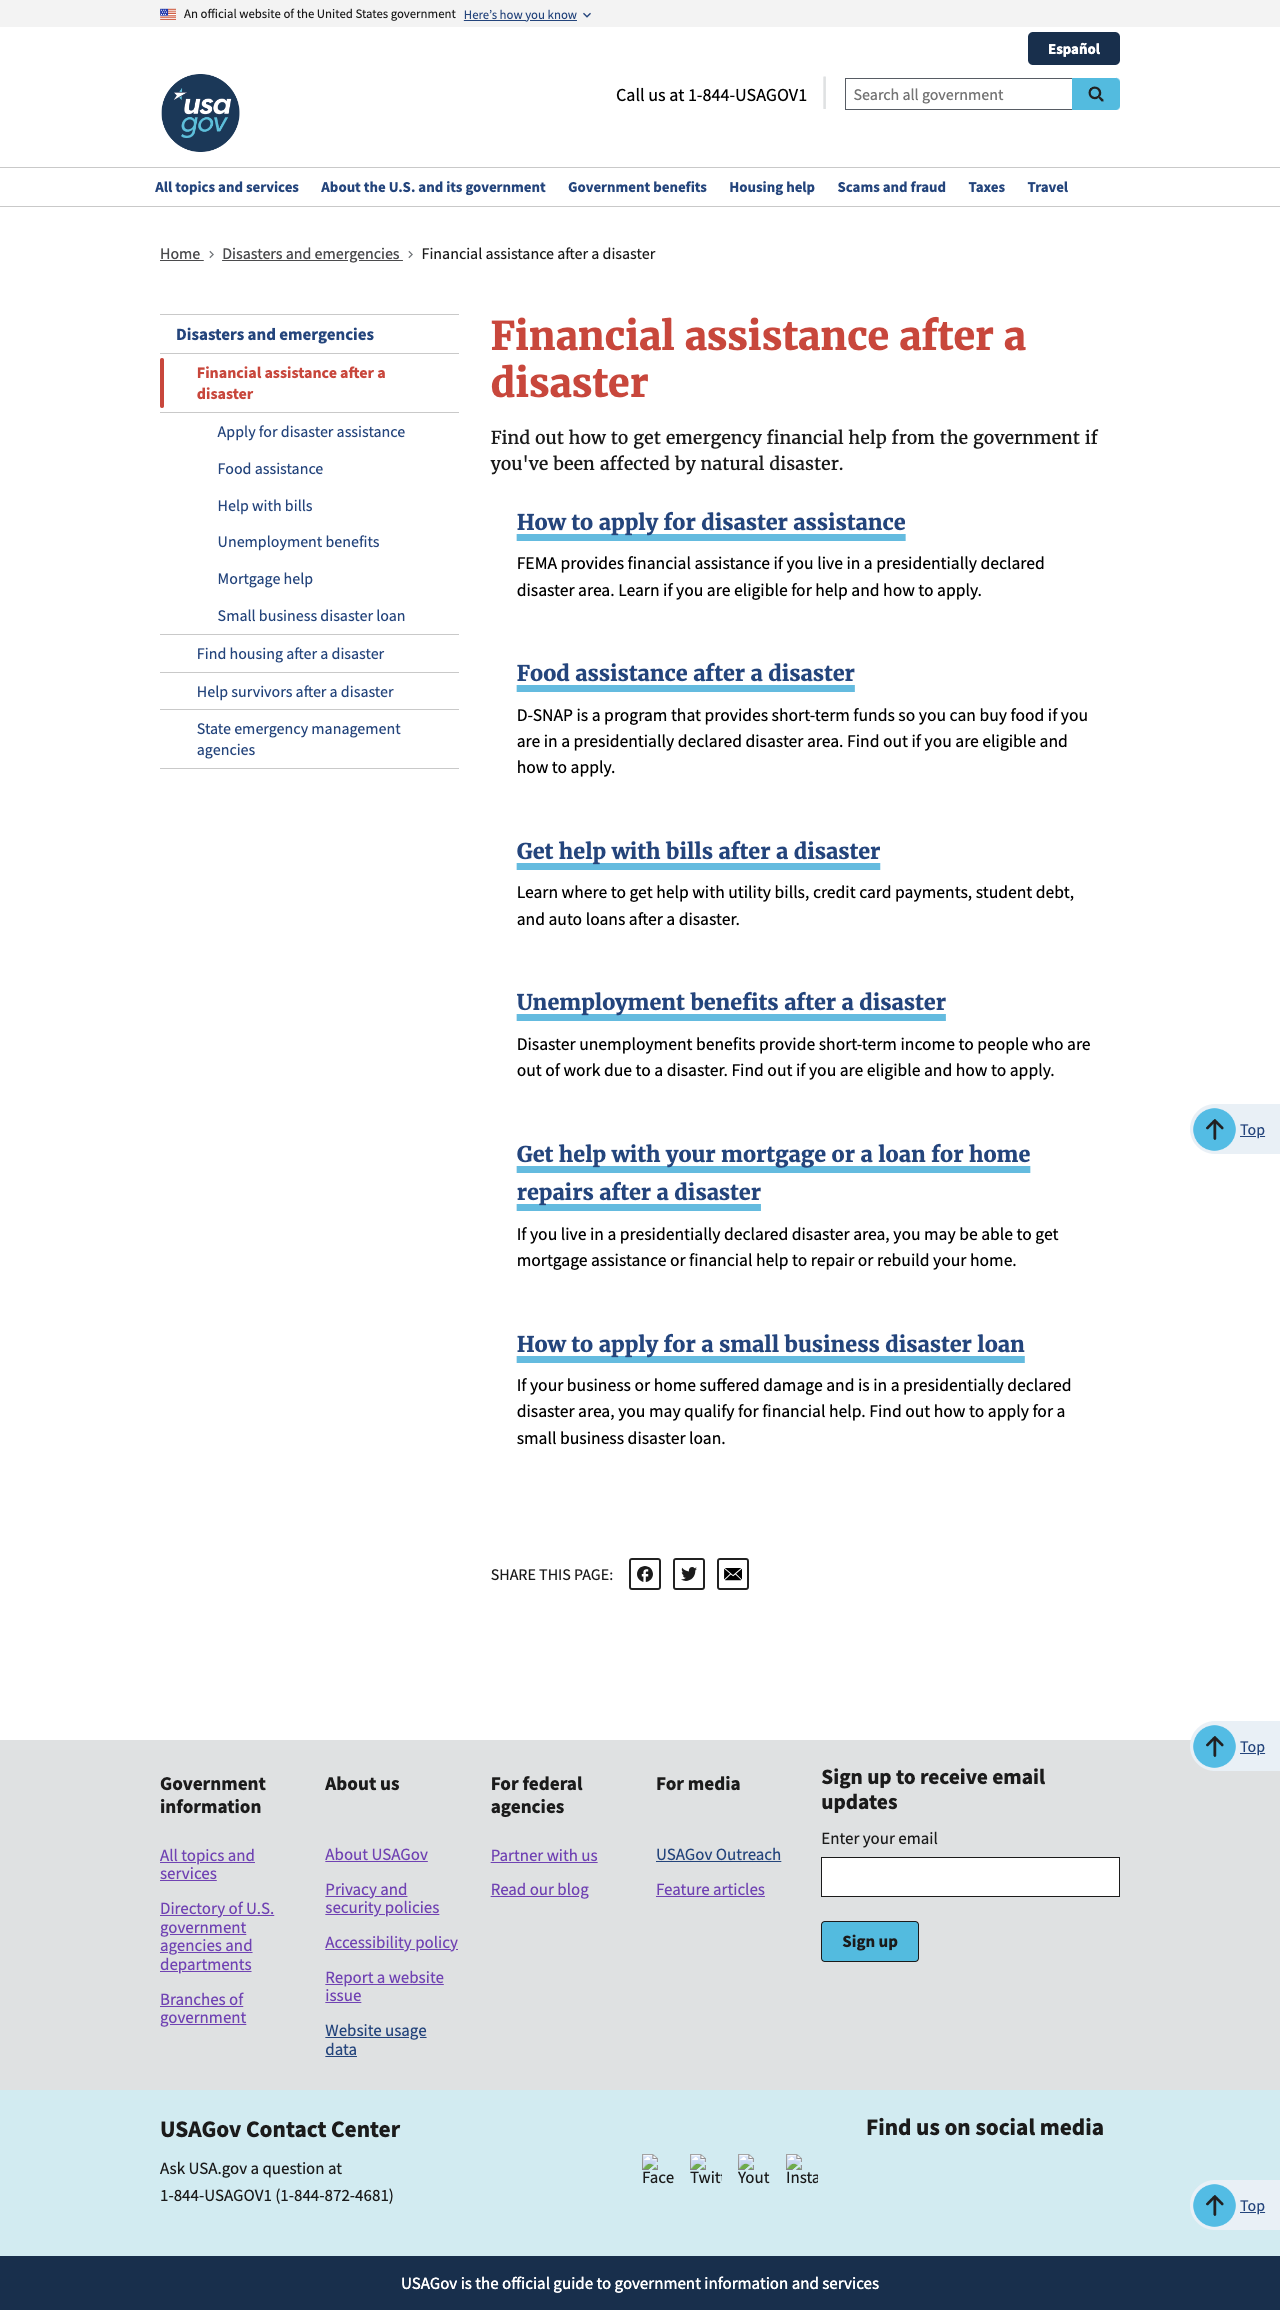 An official website of the United States government Here's how you know
Español
usa
gov
Call us at 1-844-USAGOV1
Search all government
All topics and services About the U.S. and its government Government benefits Housing help Scams and fraud Taxes Travel
Home Disasters and emergencies Financial assistance after a disaster
Disasters and emergencies
Financial assistance after a
disaster
Apply for disaster assistance
Food assistance
Help with bills
Unemployment benefits
Mortgage help
Small business disaster loan
Find housing after a disaster
Help survivors after a disaster
State emergency management
agencies
Financial assistance after a
disaster
Find out how to get emergency financial help from the government if
you've been affected by natural disaster.
How to apply for disaster assistance
FEMA provides financial assistance if you live in a presidentially declared
disaster area. Learn if you are eligible for help and how to apply.
Food assistance after a disaster
D-SNAP is a program that provides short-term funds so you can buy food if you
are in a presidentially declared disaster area. Find out if you are eligible and
how to apply.
Get help with bills after a disaster
Learn where to get help with utility bills, credit card payments, student debt,
and auto loans after a disaster.
Unemployment benefits after a disaster
Disaster unemployment benefits provide short-term income to people who are
out of work due to a disaster. Find out if you are eligible and how to apply.
Top
Get help with your mortgage or a loan for home
repairs after a disaster
If you live in a presidentially declared disaster area, you may be able to get
mortgage assistance or financial help to repair or rebuild your home.
How to apply for a small business disaster loan
If your business or home suffered damage and is in a presidentially declared
disaster area, you may qualify for financial help. Find out how to apply for a
small business disaster loan.
SHARE THIS PAGE:
Top
Government
information
All topics and
services
Directory of U.S.
government
agencies and
departments
Branches of
government
About us
About USAGov
Privacy and
security policies
Accessibility policy
Report a website
issue
Website usage
data
For federal
agencies
Partner with us
Read our blog
For media
USAGov Outreach
Feature articles
Sign up to receive email
updates
Enter your email
Sign up
USAGov Contact Center
Ask USA.gov a question at
1-844-USAGOV1 (1-844-872-4681)
Find us on social media
Face Twit Yout Insta
Top
USAGov is the official guide to government information and services